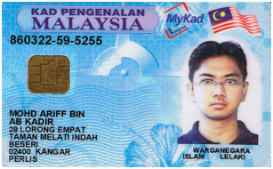 KAD PENGENALAN
MALAYSIA
MyKad
860322-59-5255
MOHD ARIFF BIN
AB KADIR
28 LORONG EMPAT
TAMAN MELATI INDAH
BESERI
02400 KANGAR
PERLIS
WARGANEGARA
ISLAM LELAKI